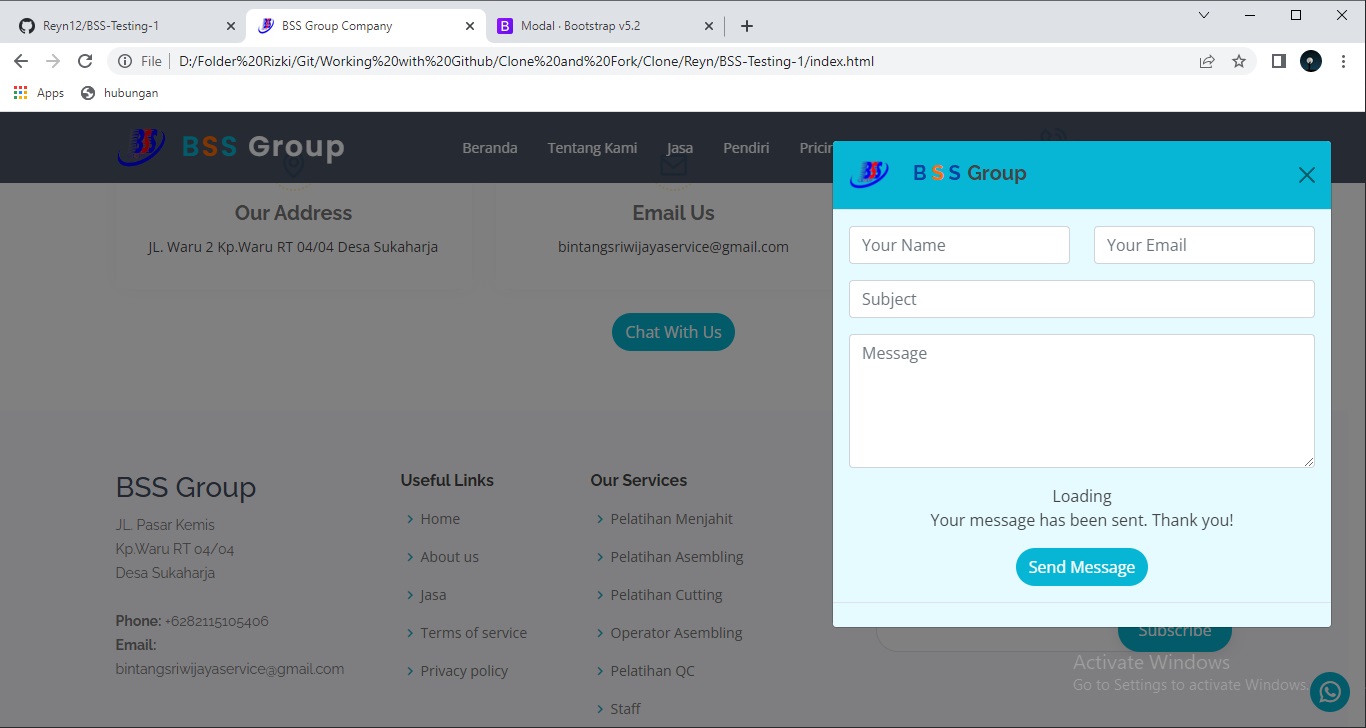 Reyn12/BSS-Testing-1
BSS Group Company
B
Modal · Bootstrap v5.2
File
D:/Folder%20Rizki/Git/Working%20with%20Github/Clone%20and%20Fork/Clone/Reyn/BSS-Testing-1/index.html
Apps
hubungan
BSS
BSS Group
Beranda
Tentang Kami
Jasa
Pendiri
Pricin
Our Address
JL. Waru 2 Kp.Waru RT 04/04 Desa Sukaharja
Email Us
bintangsriwijayaservice@gmail.com
Chat With Us
BSS
B S S Group
Your Name
Your Email
Subject
Message
Loading
Your message has been sent. Thank you!
Send Message
BSS Group
JL. Pasar Kemis
Kp.Waru RT 04/04
Desa Sukaharja
Phone: +6282115105406
Email:
bintangsriwijayaservice@gmail.com
Useful Links
Home
About us
Jasa
Terms of service
Privacy policy
Our Services
Pelatihan Menjahit
Pelatihan Asembling
Pelatihan Cutting
Operator Asembling
Pelatihan QC
Staff
Subscribe
Activate Windows
Go to Settings to activate Windows.